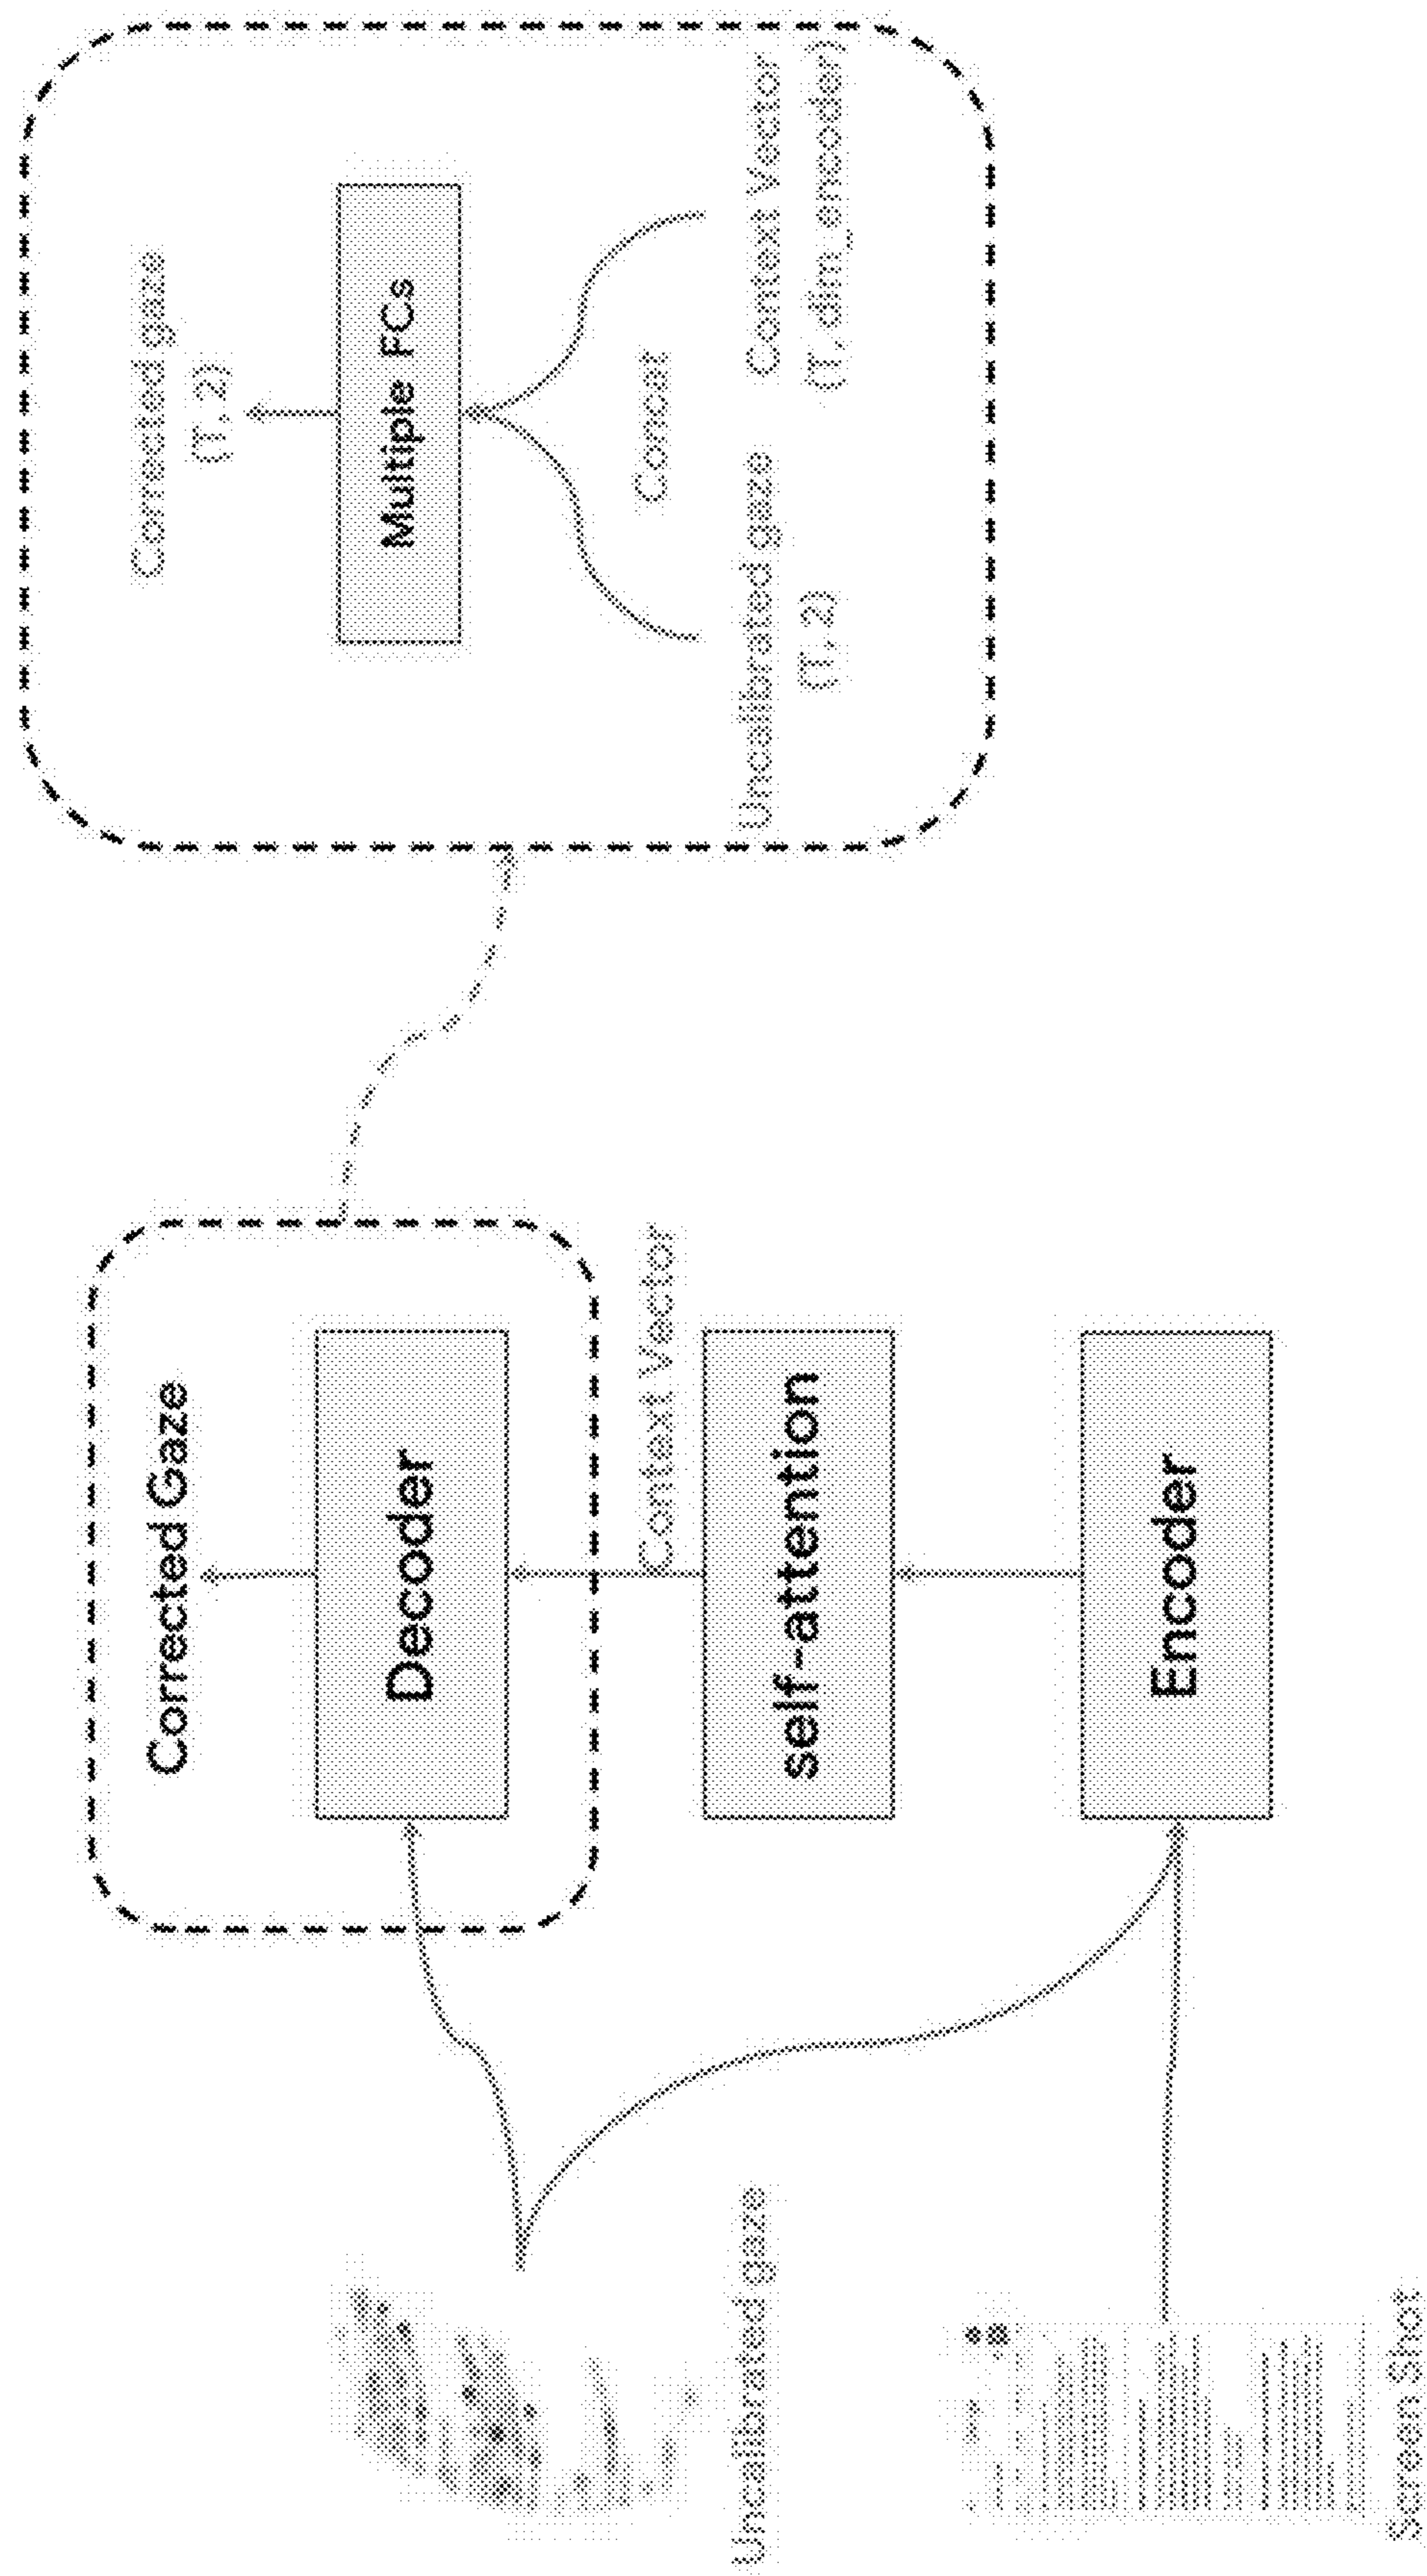 Uncalibrated gaze
Screen Shot
Corrected Gaze
Decoder
Context Vector
self-attention
Encoder
Corrected gaze
(T, 2)
Multiple FCs
Concat
Uncalibrated gaze
(T, 2)
Context Vector
(T, dim_encoder)